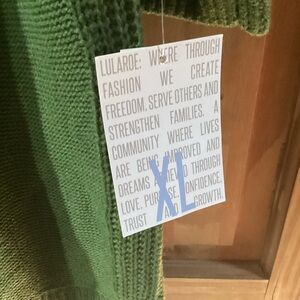 LULAROE: WHERE THROUGH
FASHION WE CREATE
FREEDOM, SERVE OTHERS AND
STRENGTHEN FAMILIES. A
COMMUNITY WHERE LIVES
ARE BEING IMPROVED AND
DREAMS ACHIEVED THROUGH
LOVE, PURPOSE, CONFIDENCE,
TRUST AND GROWTH.
XL